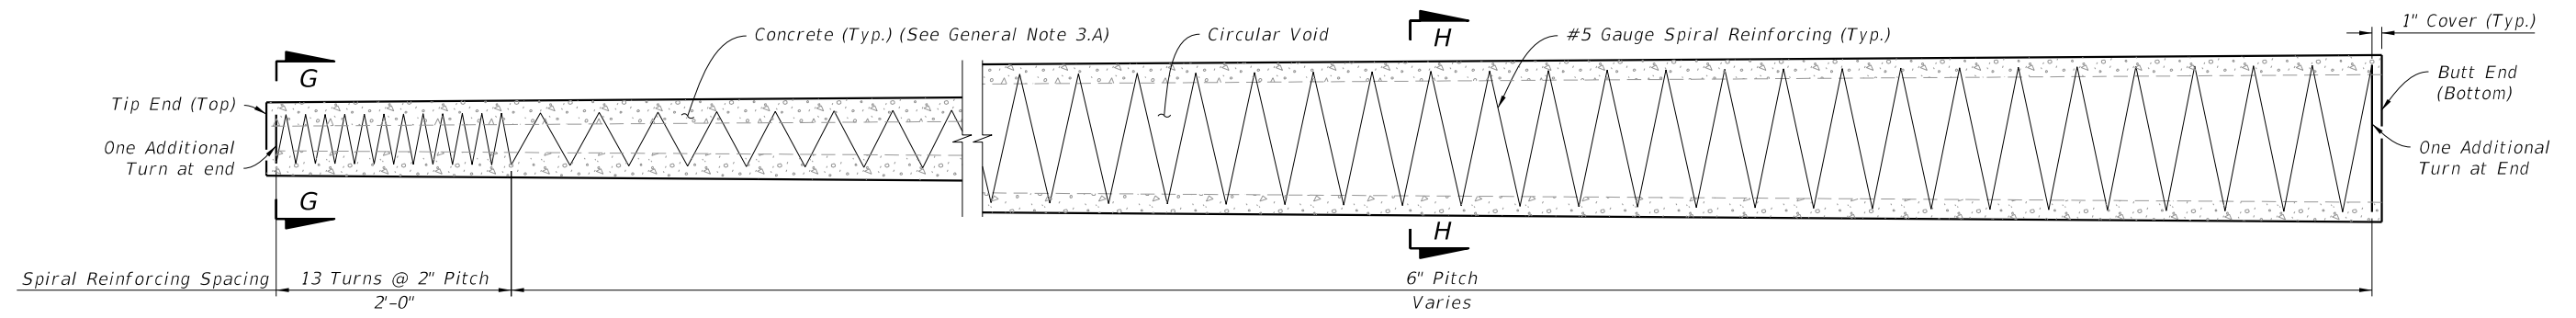 1" Cover (Typ.)
Concrete (Typ.) (See General Note 3.A)
Circular Void
H
#5 Gauge Spiral Reinforcing (Typ.)
G
Tip End (Top)
Butt End
(Bottom)
One Additional
Turn at end
One Additional
Turn at End
G
H
Spiral Reinforcing Spacing
13 Turns @ 2" Pitch
2'-0"
6" Pitch
Varies